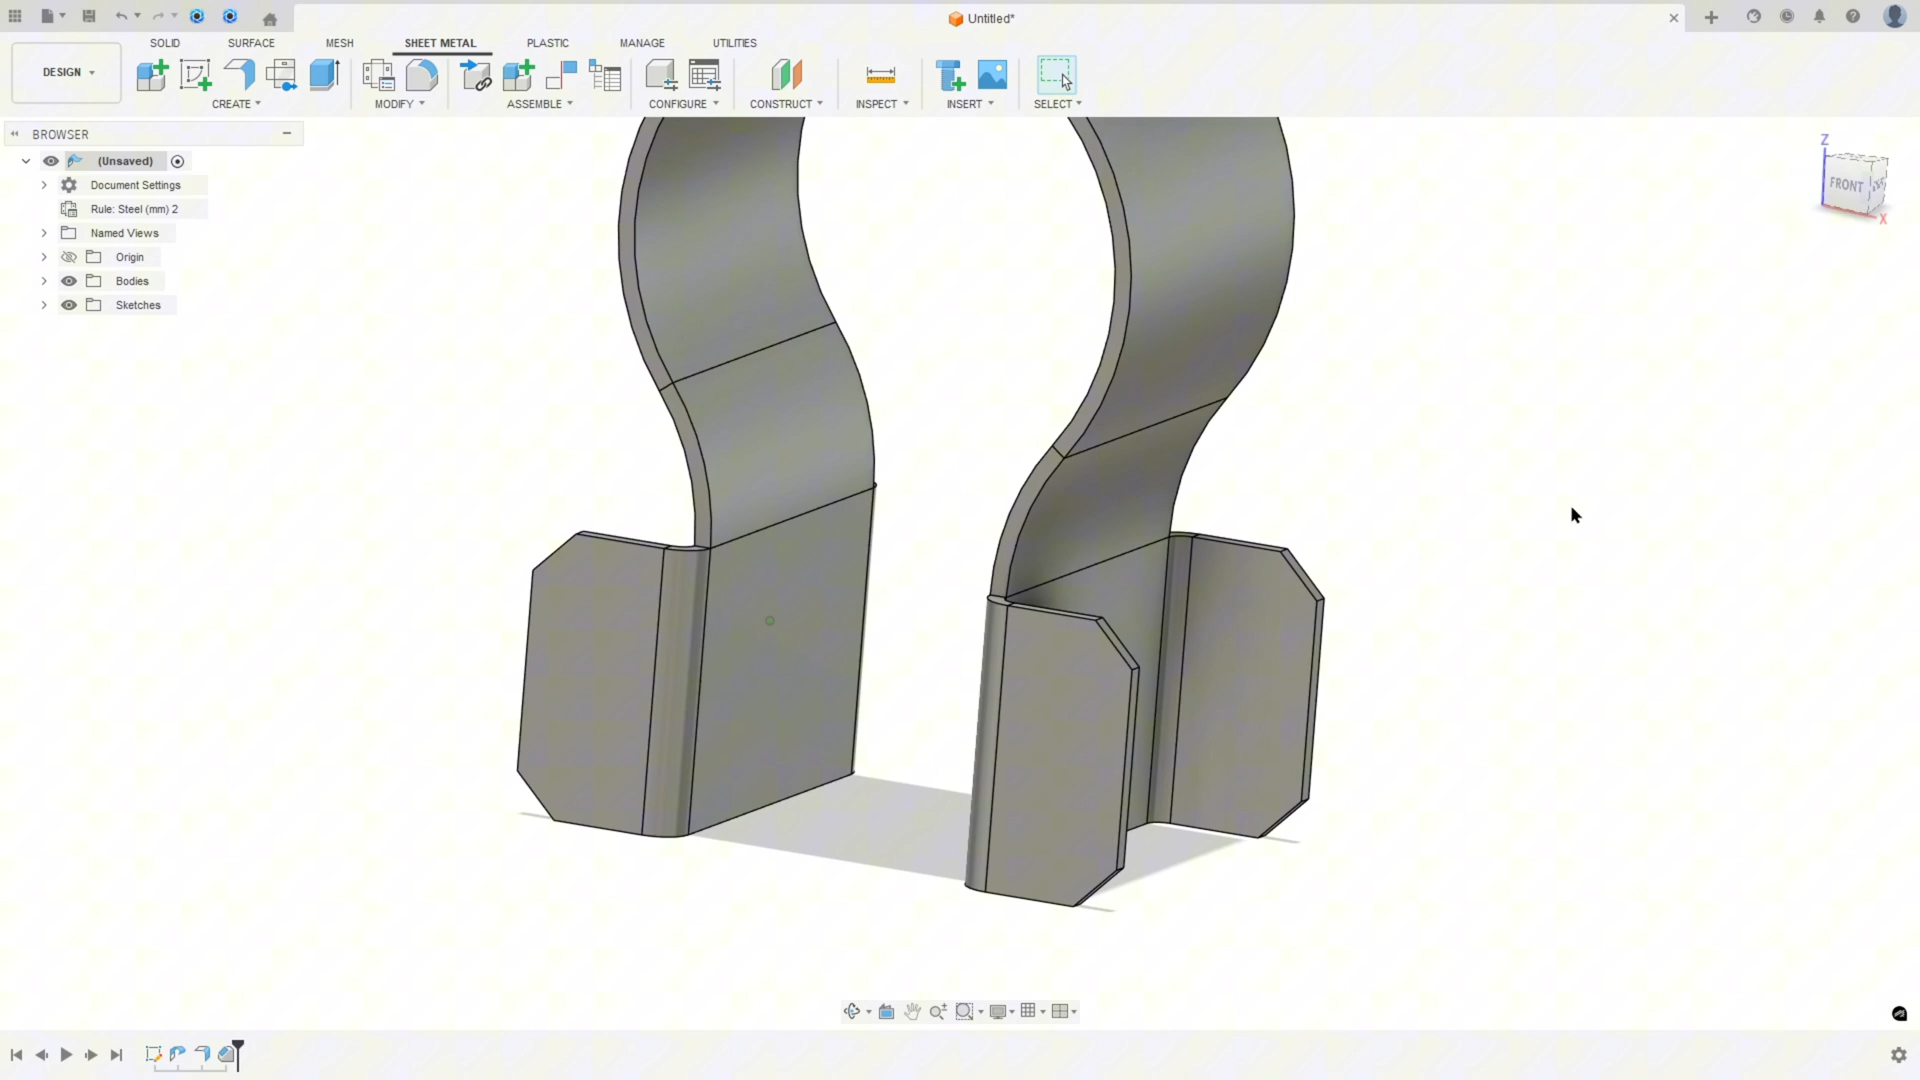 Untitled*
SOLID SURFACE MESH SHEET METAL PLASTIC MANAGE UTILITIES
DESIGN
CREATE MODIFY ASSEMBLE CONFIGURE CONSTRUCT INSPECT INSERT SELECT
BROWSER
(Unsaved)
Document Settings
Rule: Steel (mm) 2
Named Views
Origin
Bodies
Sketches
Z
FRONT
X